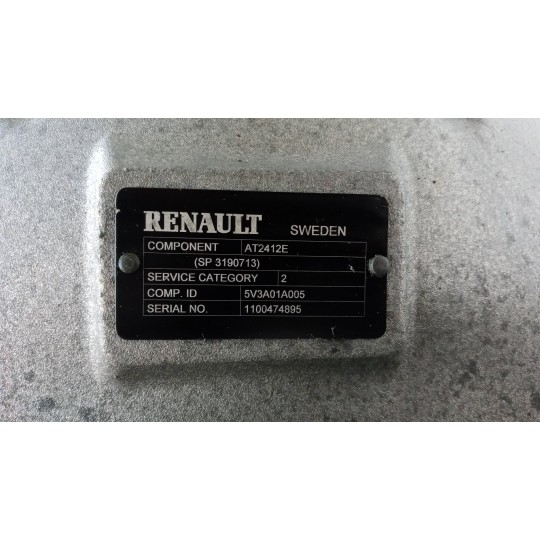 RENAULT SWEDEN
COMPONENT AT2412E
(SP 3190713)
SERVICE CATEGORY 2
COMP. ID 5V3A01A005
SERIAL NO. 1100474895